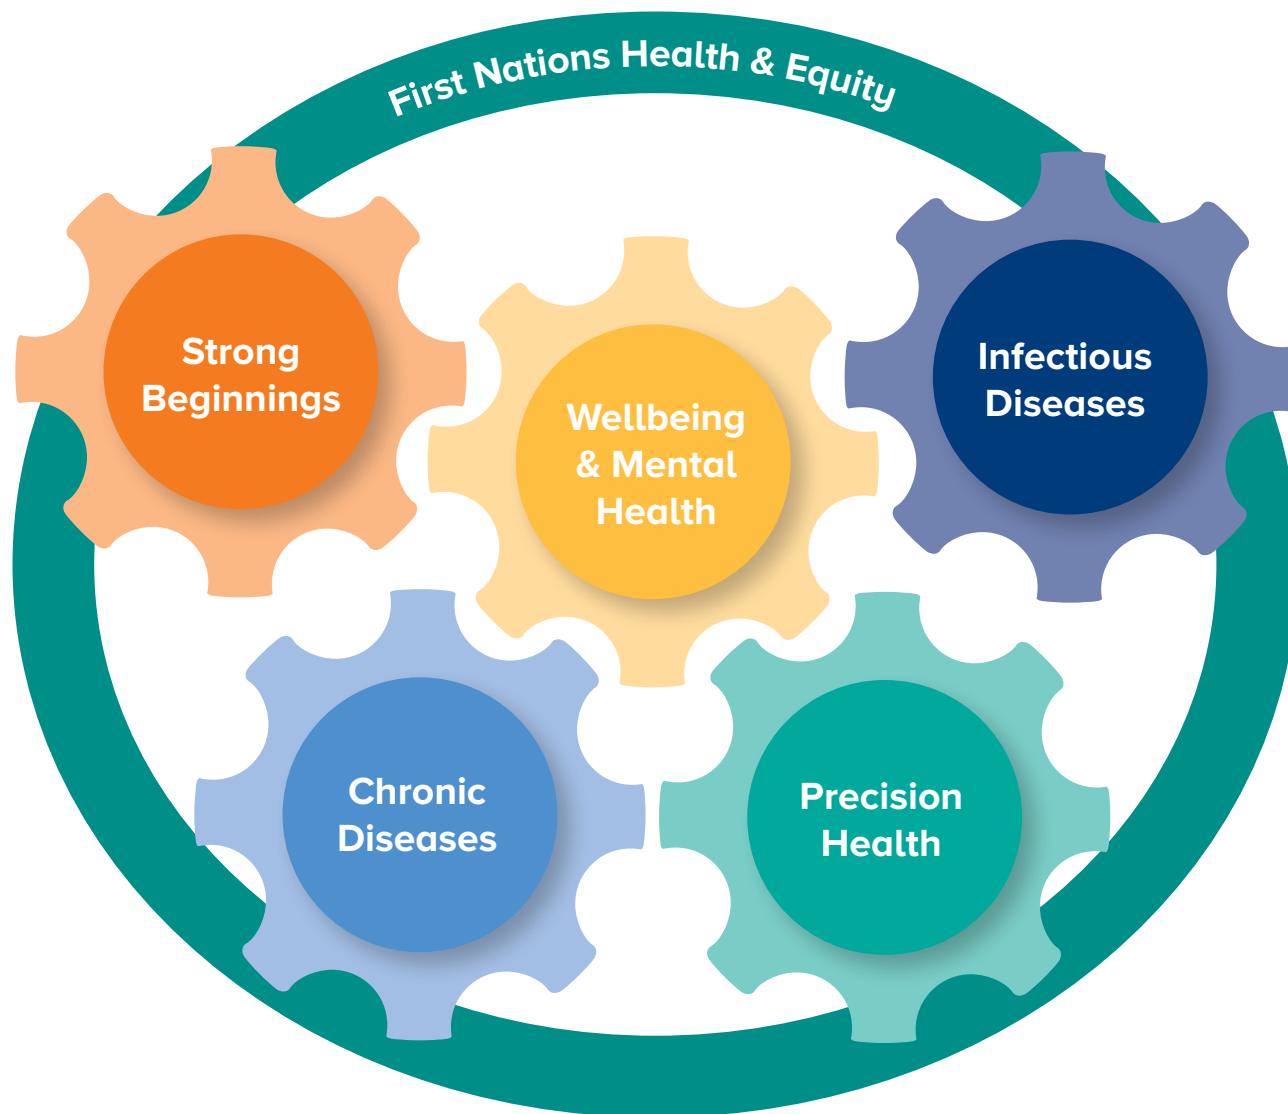 First Nations Health & Equity
Strong
Beginnings
Wellbeing
& Mental
Health
Infectious
Diseases
Chronic
Diseases
Precision
Health